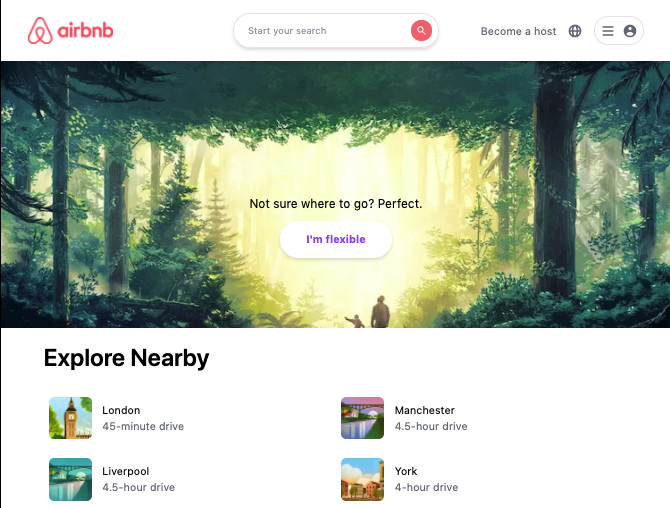 airbnb
Start your search
Become a host
Not sure where to go? Perfect.
I'm flexible
Explore Nearby
London
45-minute drive
Manchester
4.5-hour drive
Liverpool
4.5-hour drive
York
4-hour drive